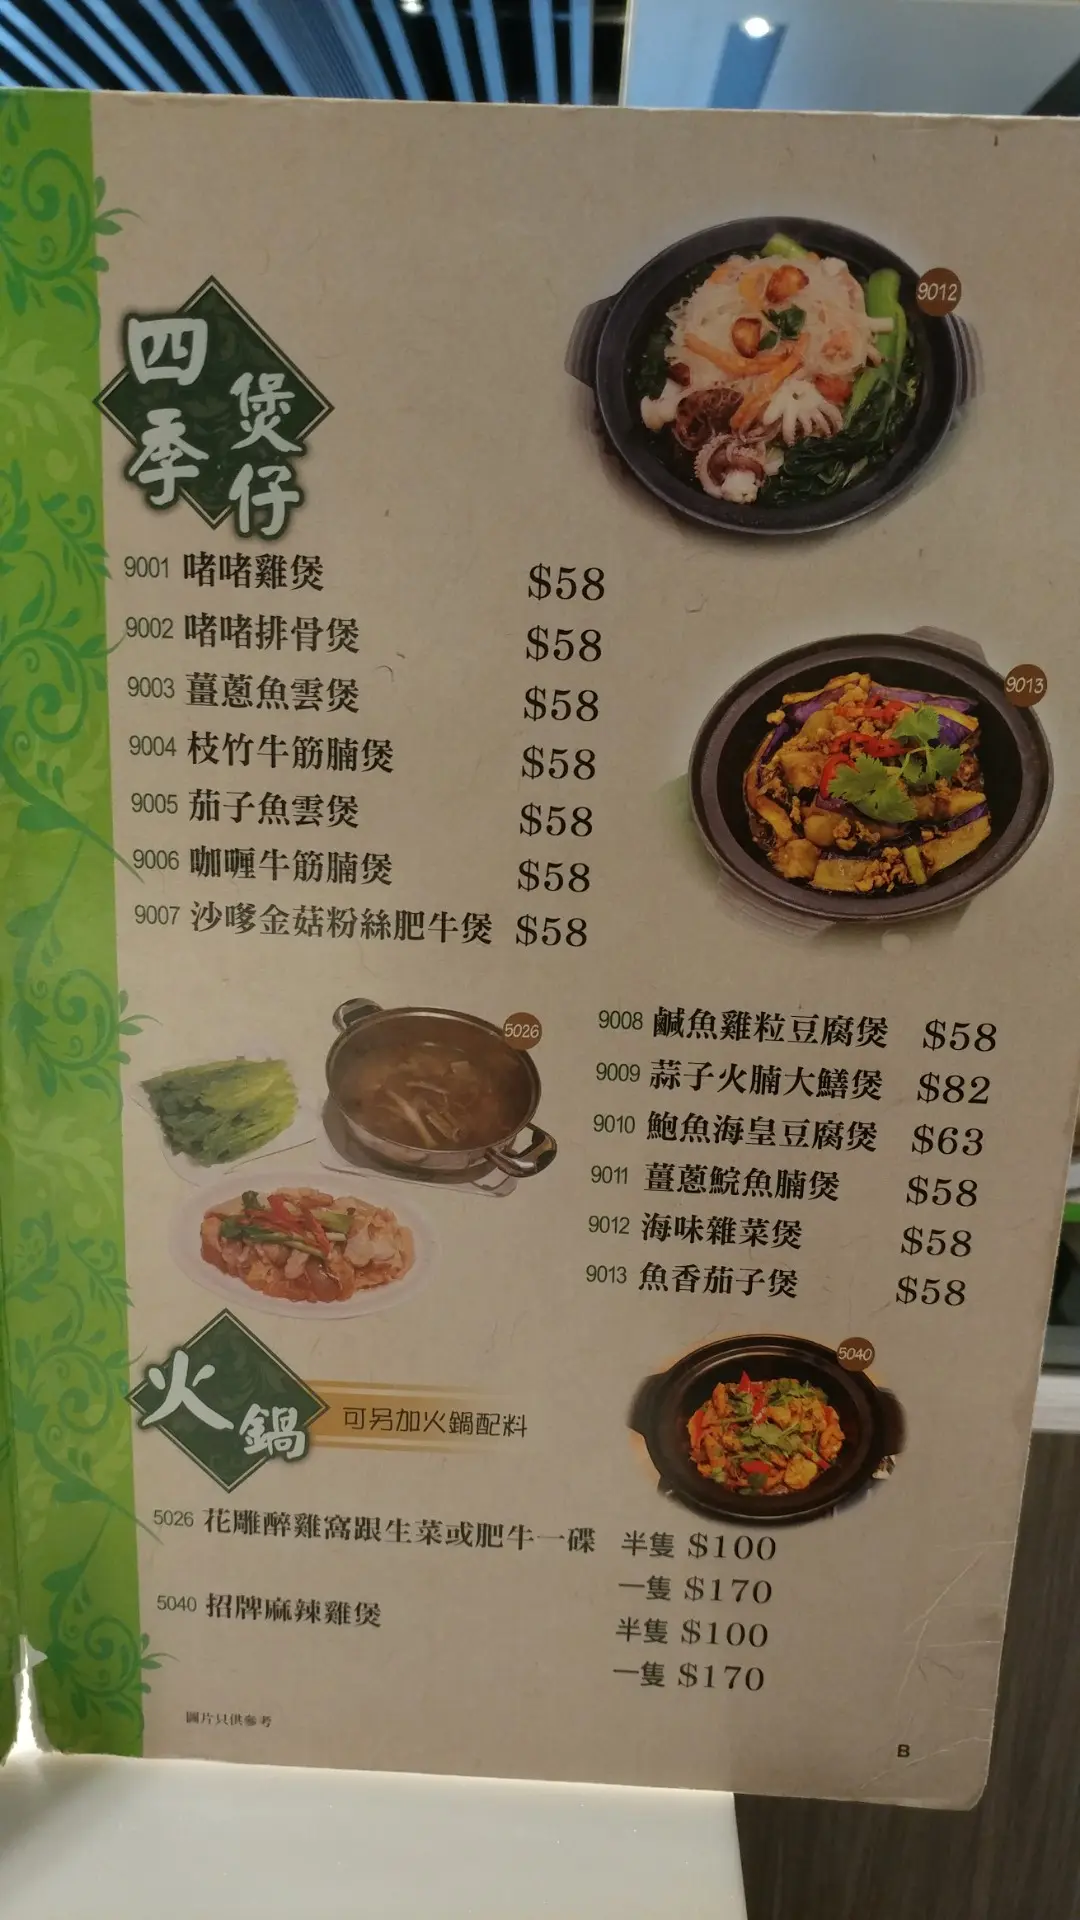 9012
四季
煲仔
9001 啫啫雞煲 $58
9002 啫啫排骨煲 $58
9003 薑蔥魚雲煲 $58
9004 枝竹牛筋腩煲 $58
9005 茄子魚雲煲 $58
9006 咖喱牛筋腩煲 $58
9007 沙嗲金菇粉絲肥牛煲 $58
9013
5026
9008 鹹魚雞粒豆腐煲 $58
9009 蒜子火腩大鱔煲 $82
9010 鮑魚海皇豆腐煲 $63
9011 薑蔥鯇魚腩煲 $58
9012 海味雜菜煲 $58
9013 魚香茄子煲 $58
火鍋
可另加火鍋配料
5040
5026 花雕醉雞窩跟生菜或肥牛一碟 半隻 $100
一隻 $170
5040 招牌麻辣雞煲
半隻 $100
一隻 $170
圖片只供參考
B